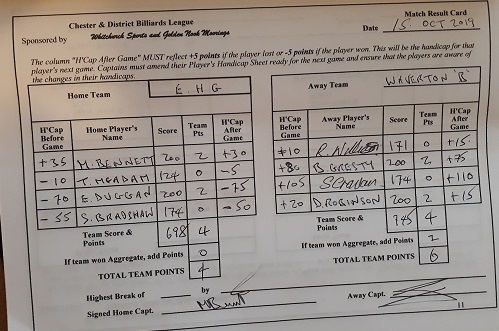 Chester & District Billiards League
Match Result Card
Sponsored by Whitchurch Sports and Golden Nook Moorings
Date 15. OCT 2019
The column "H'Cap After Game" MUST reflect +5 points if the player lost or -5 points if the player won. This will be the handicap for that
player's next game. Captains must amend their Player's Handicap Sheet ready for the next game and ensure that the players are aware of
the changes in their handicaps.
Home Team E H G
H'Cap Before Game Home Player's Name Score Team Pts H'Cap After Game
+35 M. BENNETT 200 2 +30
-10 T. MCADAM 124 0 -5
-70 E. DUGGAN 200 2 -75
-55 S. BRADSHAW 174 0 -50
Team Score & Points 698 4
If team won Aggregate, add Points 0
TOTAL TEAM POINTS 4
Away Team WAVERTON 'B'
H'Cap Before Game Away Player's Name Score Team Pts H'Cap After Game
+10 R. 171 0 +15
+80 B. GRESTY 200 2 +75
+105 S 174 0 +110
+20 D. ROBINSON 200 2 +15
Team Score & Points 745 4
If team won Aggregate, add Points 2
TOTAL TEAM POINTS 6
Highest Break of by
Signed Home Capt. Away Capt.
11